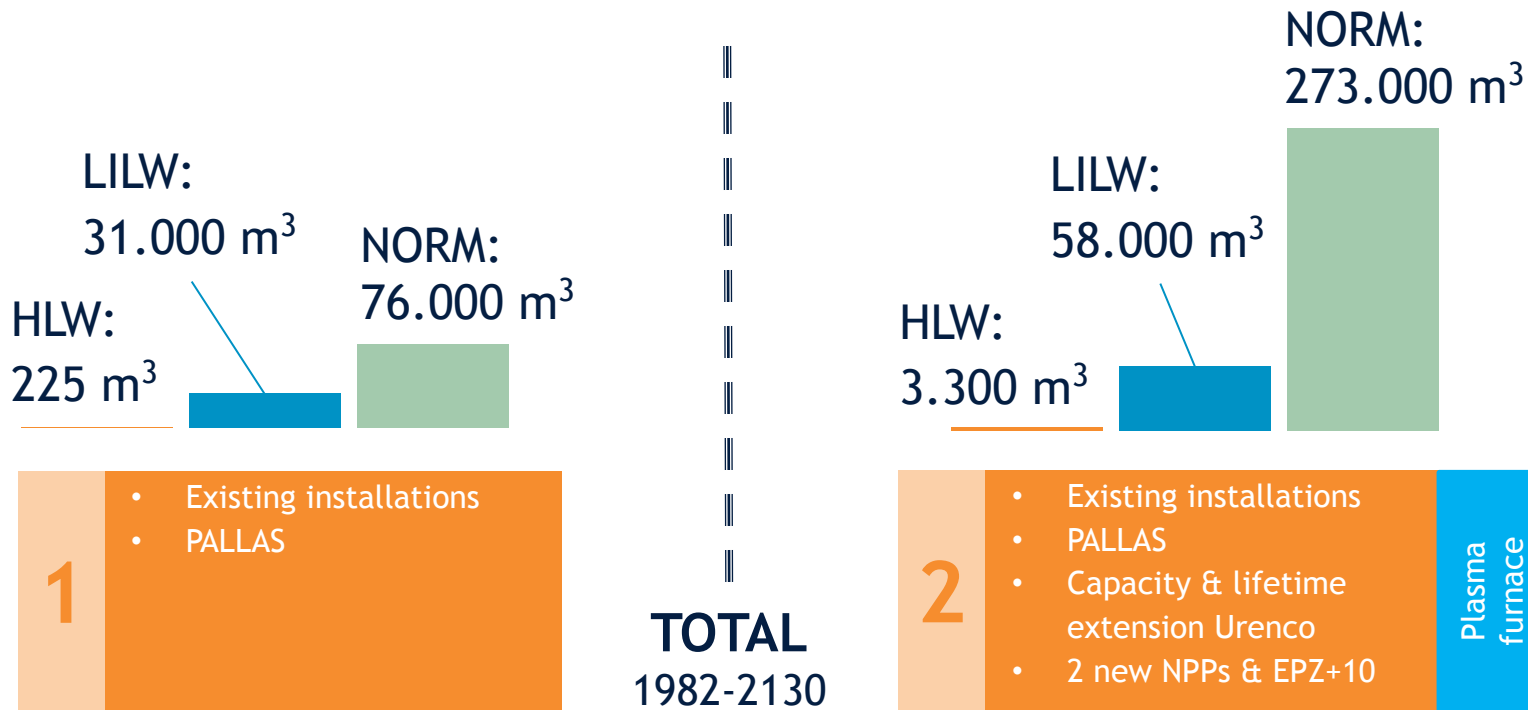 LILW:
31.000 m³
NORM:
76.000 m³
HLW:
225 m³
1
• Existing installations
• PALLAS
TOTAL
1982-2130
NORM:
273.000 m³
LILW:
58.000 m³
HLW:
3.300 m³
2
• Existing installations
• PALLAS
• Capacity & lifetime
extension Urenco
• 2 new NPPs & EPZ+10
Plasma
furnace